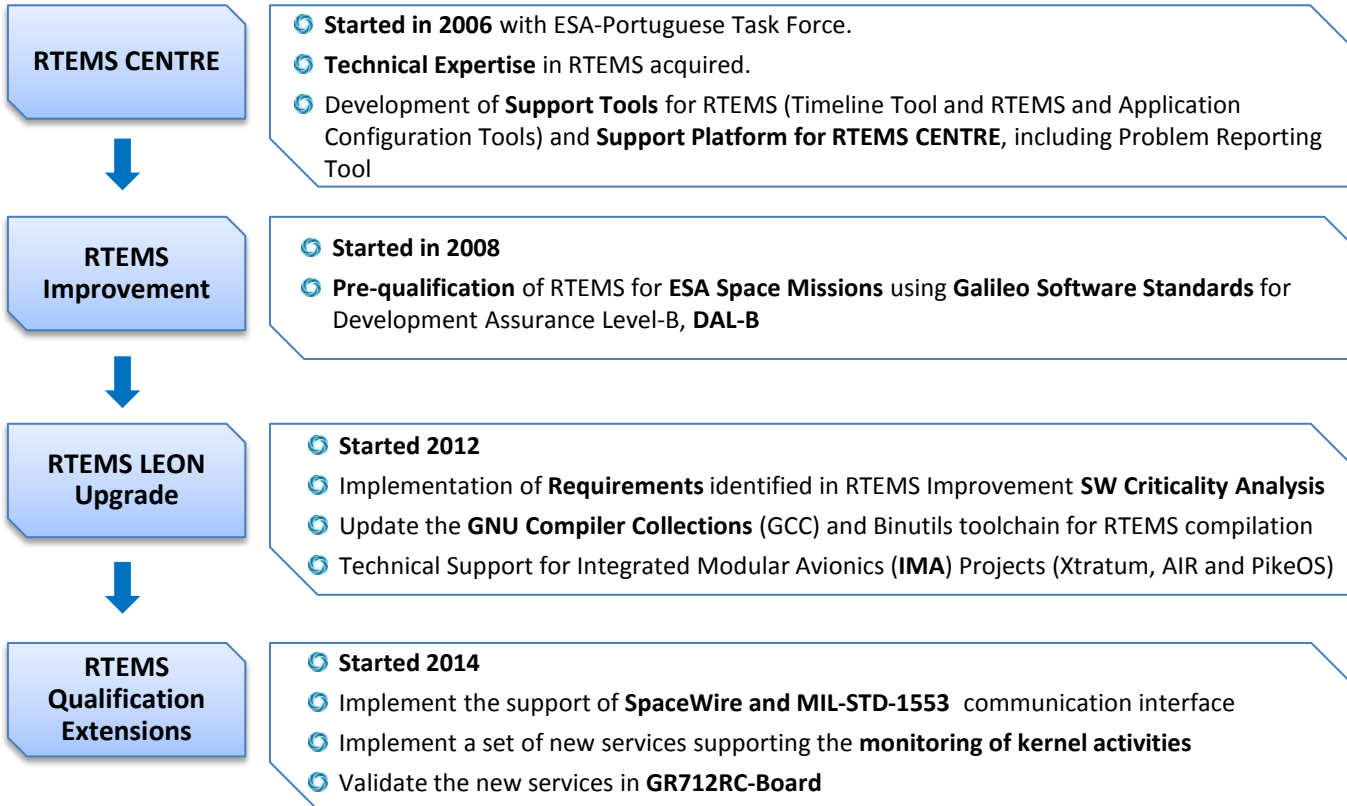 RTEMS CENTRE
Started in 2006 with ESA-Portuguese Task Force.
Technical Expertise in RTEMS acquired.
Development of Support Tools for RTEMS (Timeline Tool and RTEMS and Application
Configuration Tools) and Support Platform for RTEMS CENTRE, including Problem Reporting
Tool
RTEMS
Improvement
Started in 2008
Pre-qualification of RTEMS for ESA Space Missions using Galileo Software Standards for
Development Assurance Level-B, DAL-B
RTEMS LEON
Upgrade
Started 2012
Implementation of Requirements identified in RTEMS Improvement SW Criticality Analysis
Update the GNU Compiler Collections (GCC) and Binutils toolchain for RTEMS compilation
Technical Support for Integrated Modular Avionics (IMA) Projects (Xtratum, AIR and PikeOS)
RTEMS
Qualification
Extensions
Started 2014
Implement the support of SpaceWire and MIL-STD-1553 communication interface
Implement a set of new services supporting the monitoring of kernel activities
Validate the new services in GR712RC-Board